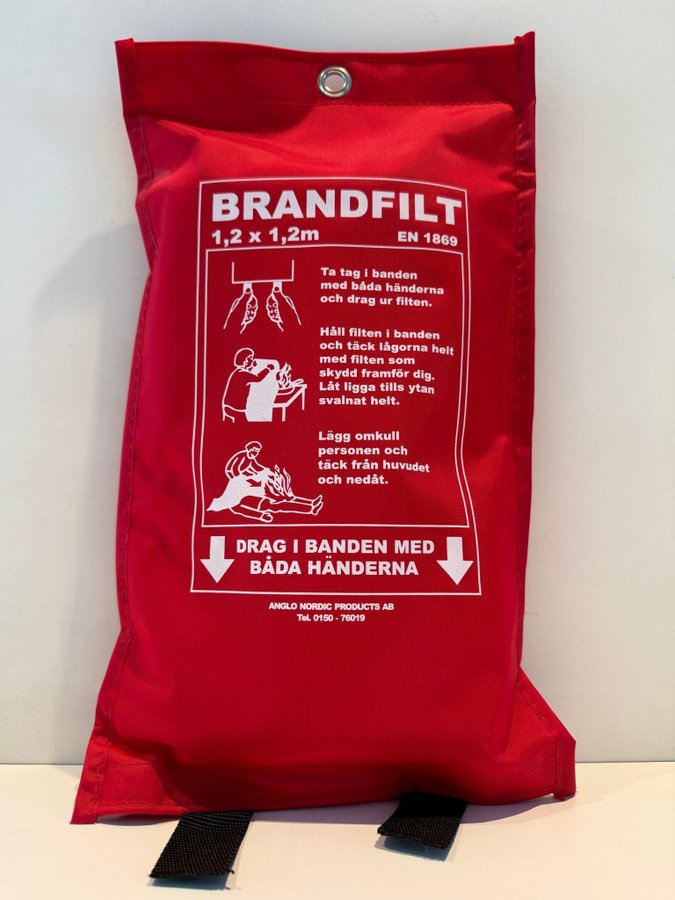 BRANDFILT
1,2 x 1,2m EN 1869
Ta tag i banden
med båda händerna
och drag ur filten.
Håll filten i banden
och täck lågorna helt
med filten som
skydd framför dig.
Låt ligga tills ytan
svalnat helt.
Lägg omkull
personen och
täck från huvudet
och nedåt.
DRAG I BANDEN MED
BÅDA HÄNDERNA
ANGLO NORDIC PRODUCTS AB
Tel. 0150 - 76019